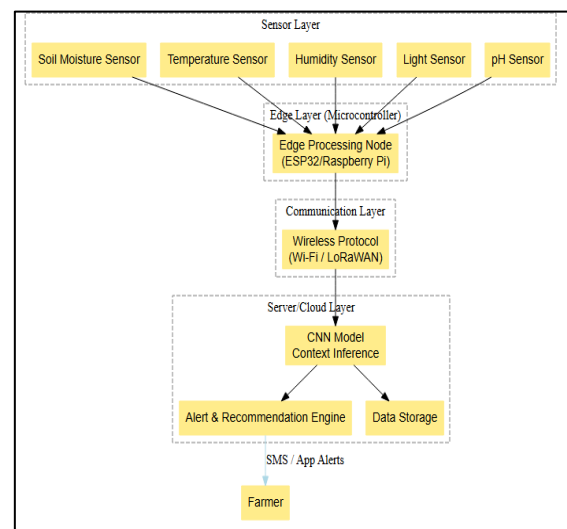 Sensor Layer
Soil Moisture Sensor
Temperature Sensor
Humidity Sensor
Light Sensor
pH Sensor
Edge Layer (Microcontroller)
Edge Processing Node
(ESP32/Raspberry Pi)
Communication Layer
Wireless Protocol
(Wi-Fi / LoRaWAN)
Server/Cloud Layer
CNN Model
Context Inference
Alert & Recommendation Engine
Data Storage
SMS / App Alerts
Farmer